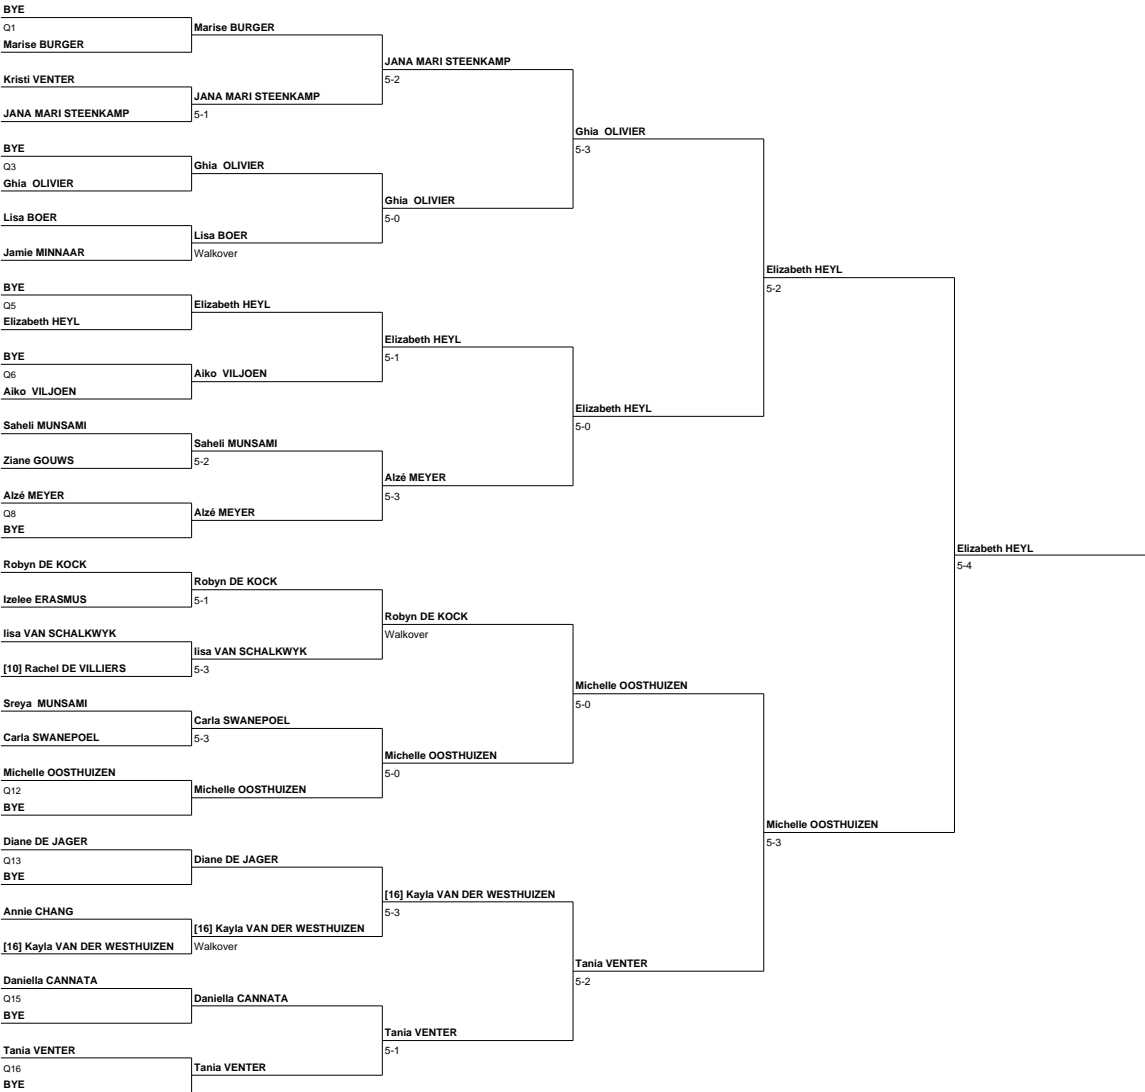 BYE
Q1
Marise BURGER
Marise BURGER
JANA MARI STEENKAMP
5-2
Kristi VENTER
JANA MARI STEENKAMP
JANA MARI STEENKAMP
5-1
Ghia OLIVIER
5-3
BYE
Q3
Ghia OLIVIER
Ghia OLIVIER
Ghia OLIVIER
5-0
Lisa BOER
Lisa BOER
Jamie MINNAAR
Walkover
Elizabeth HEYL
5-2
BYE
Q5
Elizabeth HEYL
Elizabeth HEYL
Elizabeth HEYL
5-1
BYE
Q6
Aiko VILJOEN
Aiko VILJOEN
Elizabeth HEYL
5-0
Saheli MUNSAMI
Saheli MUNSAMI
Ziane GOUWS
5-2
Alzé MEYER
5-3
Alzé MEYER
Q8
Alzé MEYER
BYE
Elizabeth HEYL
5-4
Robyn DE KOCK
Robyn DE KOCK
Izelee ERASMUS
5-1
Robyn DE KOCK
Walkover
lisa VAN SCHALKWYK
lisa VAN SCHALKWYK
[10] Rachel DE VILLIERS
5-3
Michelle OOSTHUIZEN
5-0
Sreya MUNSAMI
Carla SWANEPOEL
Carla SWANEPOEL
5-3
Michelle OOSTHUIZEN
5-0
Michelle OOSTHUIZEN
Q12
Michelle OOSTHUIZEN
BYE
Michelle OOSTHUIZEN
5-3
Diane DE JAGER
Q13
Diane DE JAGER
BYE
[16] Kayla VAN DER WESTHUIZEN
5-3
Annie CHANG
[16] Kayla VAN DER WESTHUIZEN
[16] Kayla VAN DER WESTHUIZEN
Walkover
Tania VENTER
5-2
Daniella CANNATA
Q15
Daniella CANNATA
BYE
Tania VENTER
5-1
Tania VENTER
Q16
Tania VENTER
BYE